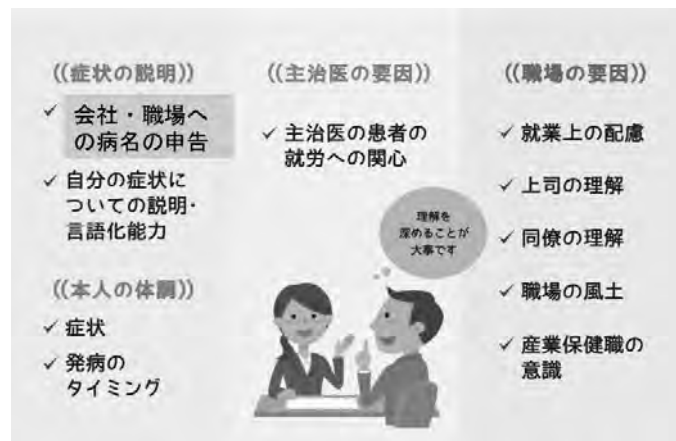 ((症状の説明))
✓ 会社・職場へ
の病名の申告
✓ 自分の症状に
ついての説明・
言語化能力
((本人の体調))
✓ 症状
✓ 発病の
タイミング
((主治医の要因))
✓ 主治医の患者の
就労への関心
理解を
深めることが
大事です
((職場の要因))
✓ 就業上の配慮
✓ 上司の理解
✓ 同僚の理解
✓ 職場の風土
✓ 産業保健職の
意識